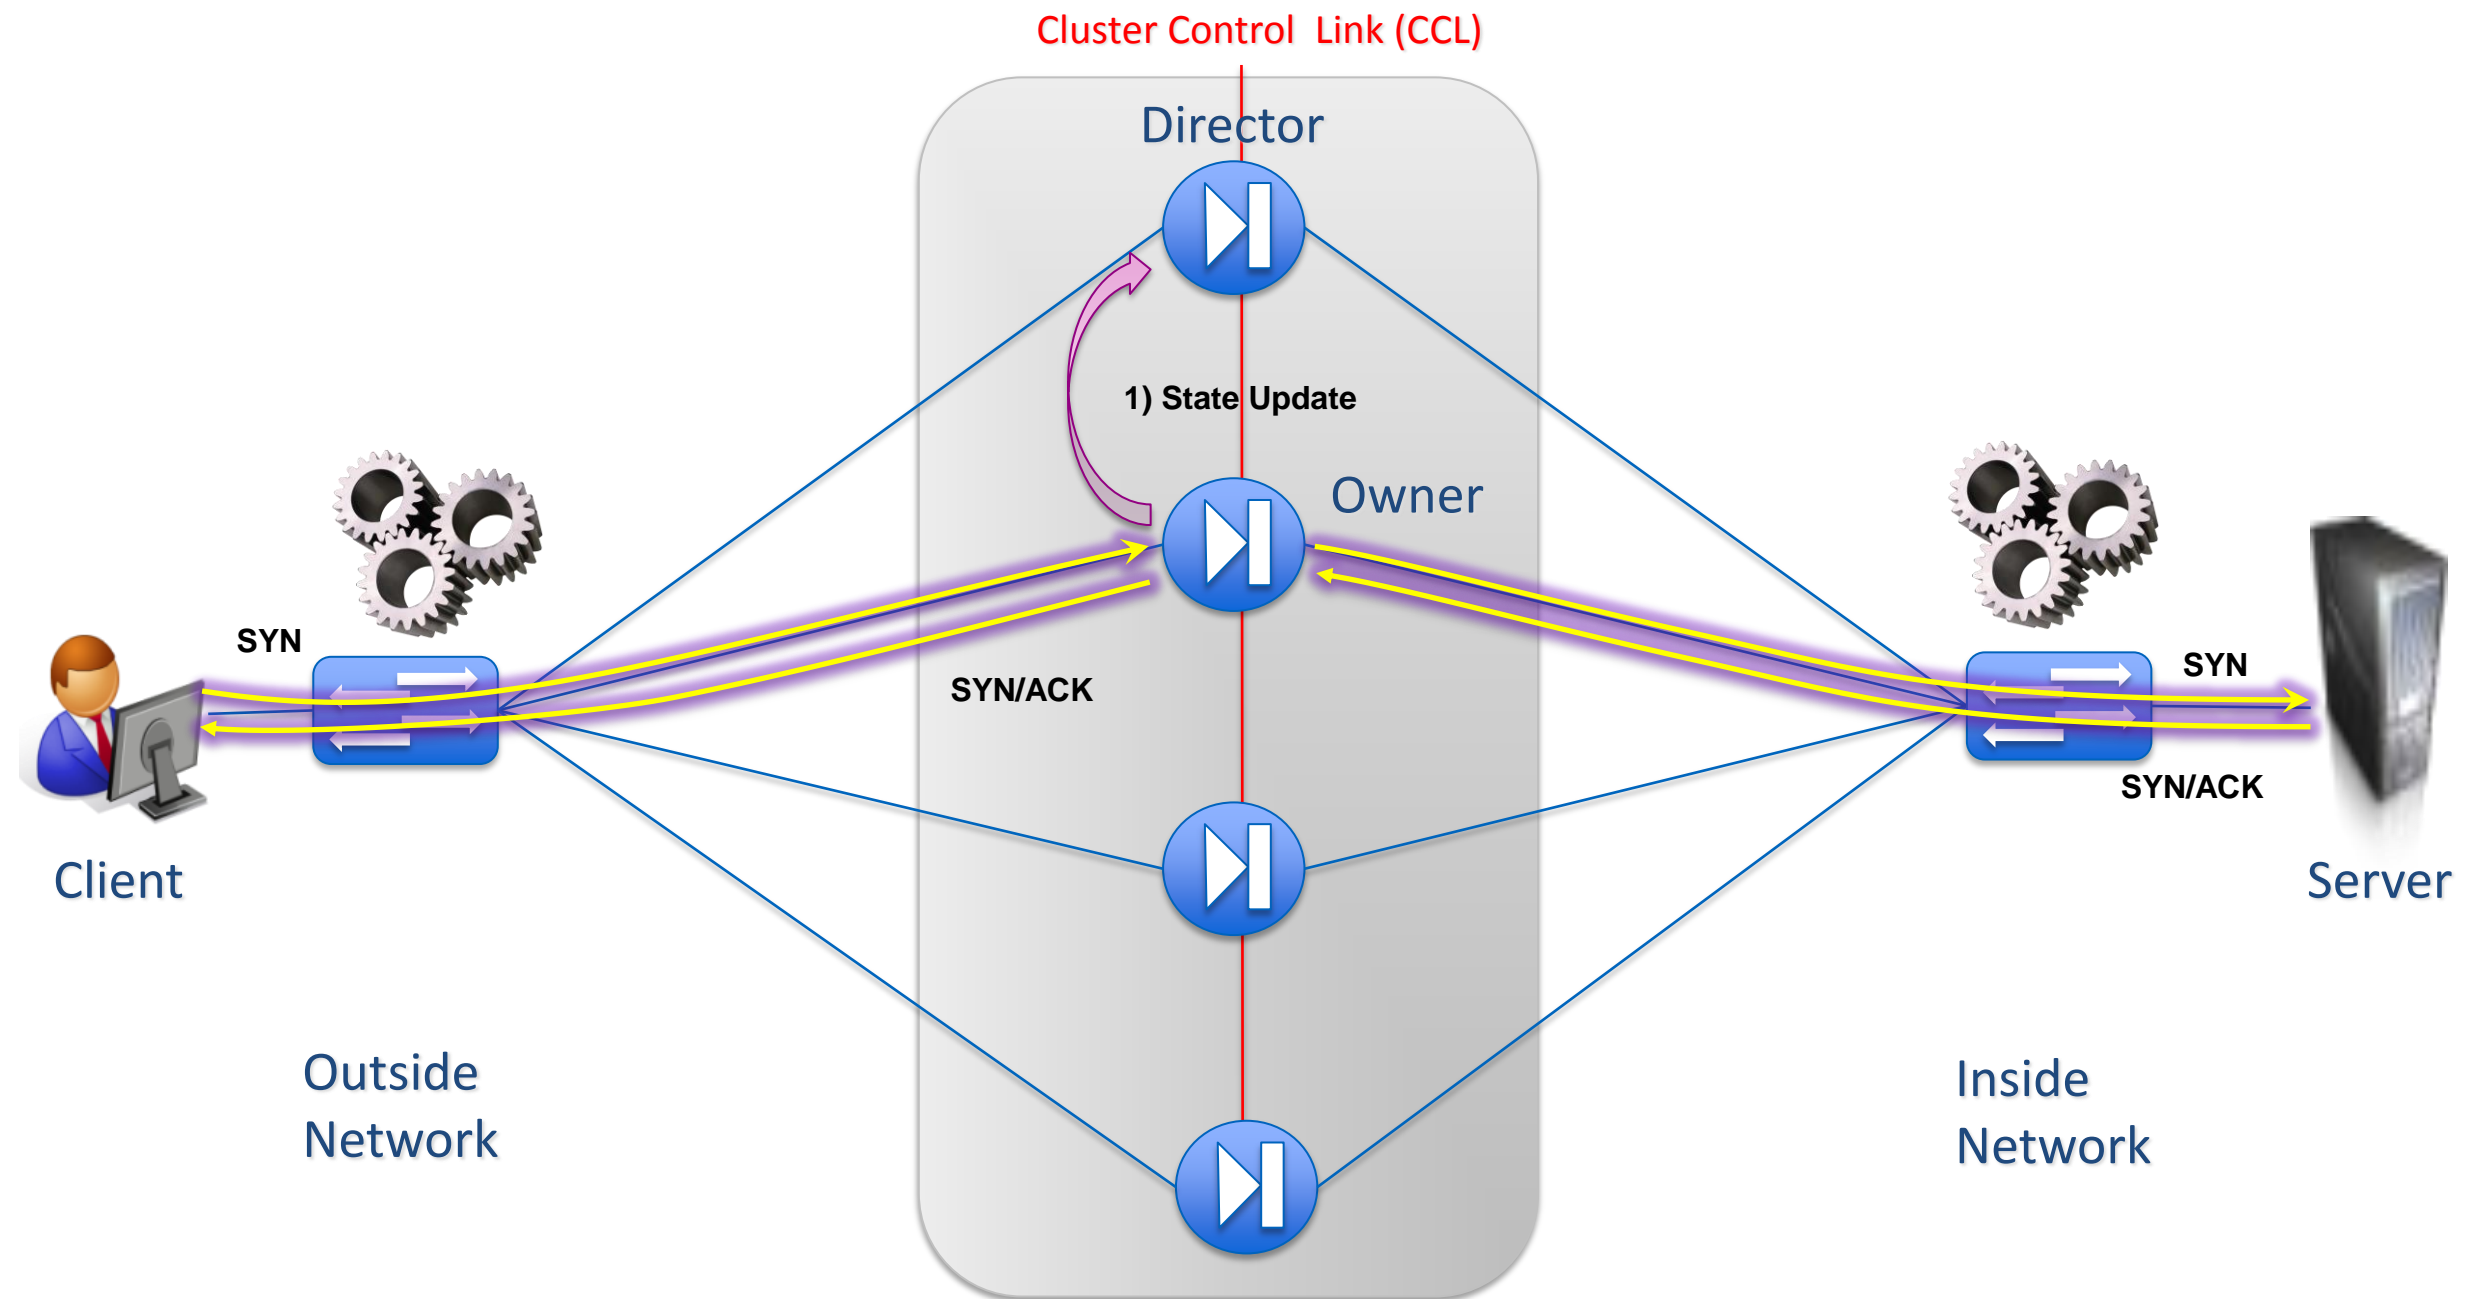 Cluster Control Link (CCL)
Director
1) State Update
Owner
SYN
SYN
SYN/ACK
SYN/ACK
Client
Server
Outside
Network
Inside
Network